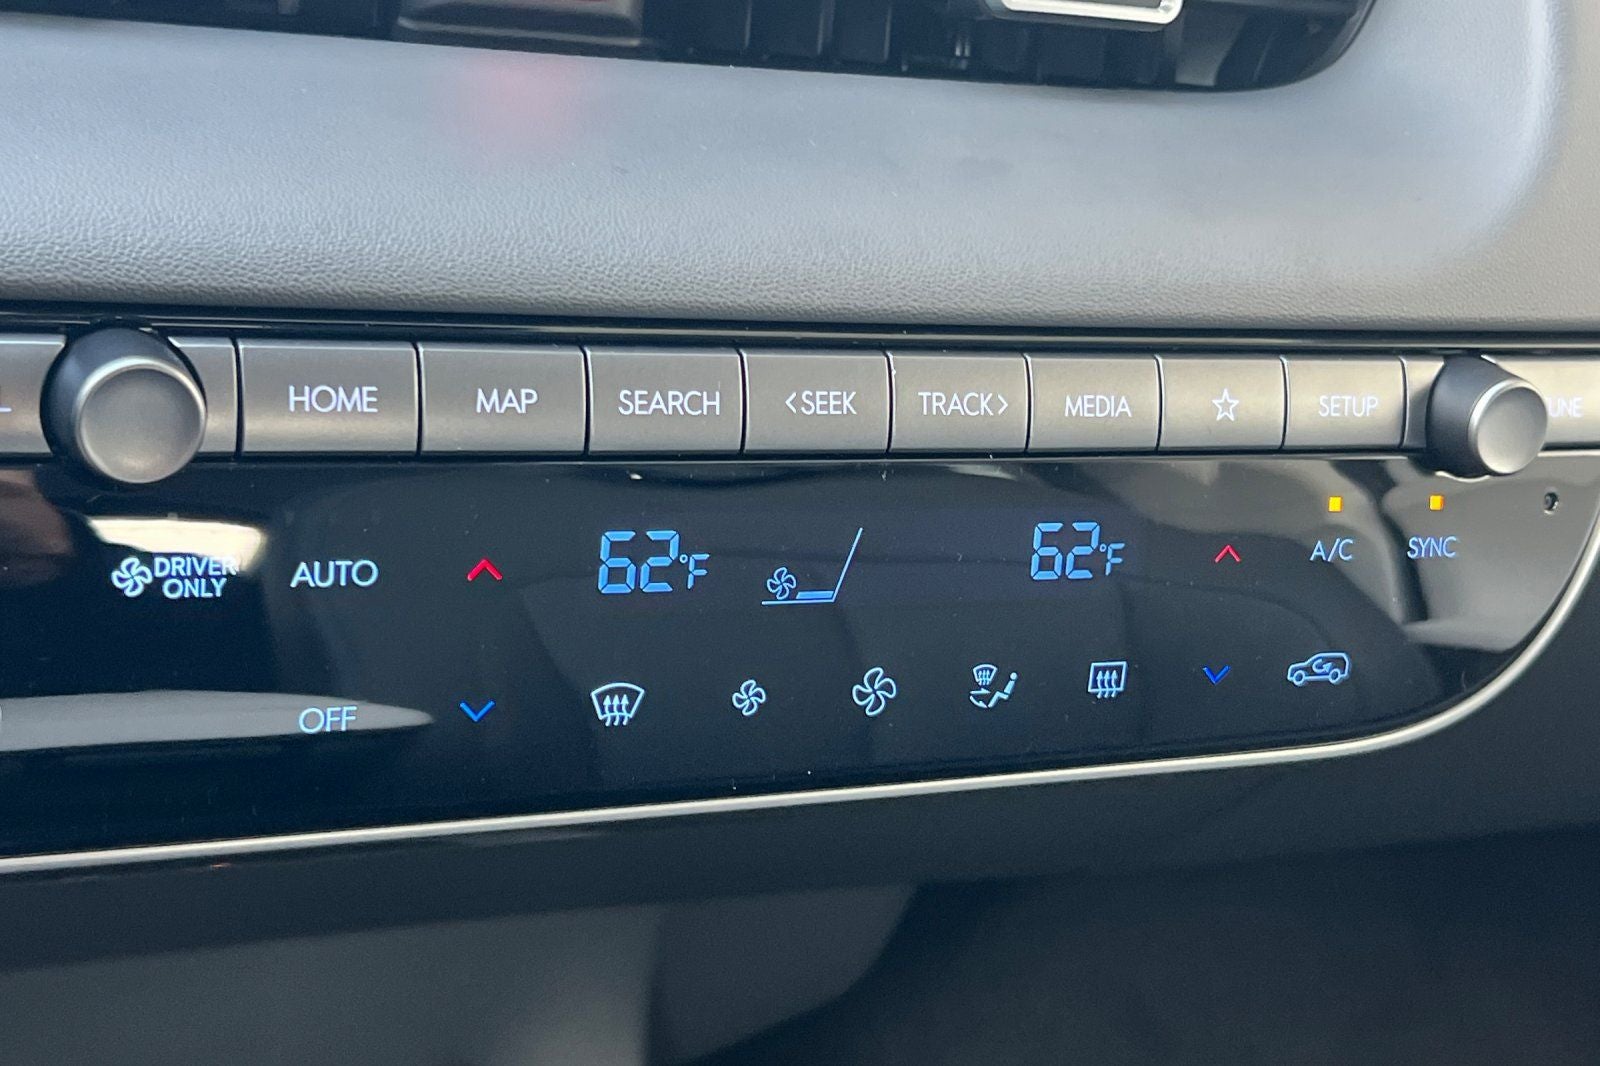 HOME
MAP
SEARCH
<SEEK
TRACK>
MEDIA
SETUP
DRIVER
ONLY
AUTO
62°F
62°F
A/C
SYNC
OFF